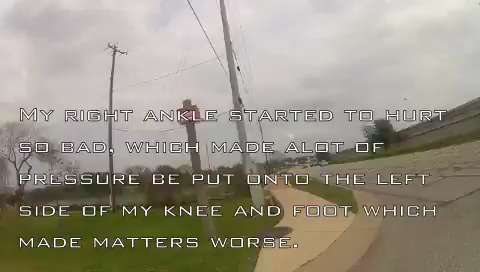 My right ankle started to hurt
so bad, which made alot of
pressure be put onto the left
side of my knee and foot which
made matters worse.